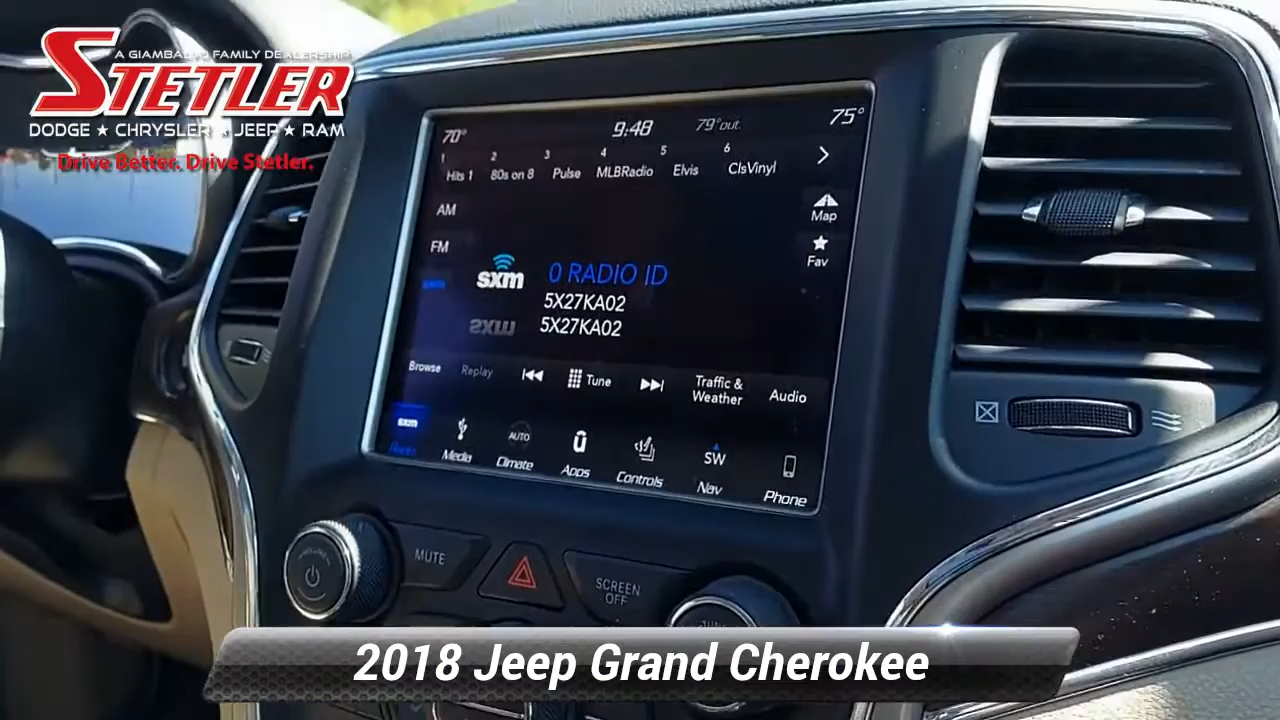 A GIAMBALVO FAMILY DEALERSHIP
STETLER
DODGE ★ CHRYSLER ★ JEEP ★ RAM
Drive Better. Drive Stetler.
70° 9:48 79°out. 75°
1 2 3 4 5 6
Hits 1 80s on 8 Pulse MLBRadio Elvis ClsVinyl
AM
Map
FM
Fav
sxm
sxm 0 RADIO ID
5X27KA02
5X27KA02
Browse Replay Tune Traffic & Weather Audio
sxm AUTO SW
Radio Media Climate Apps Controls Nav Phone
MUTE
SCREEN OFF
2018 Jeep Grand Cherokee